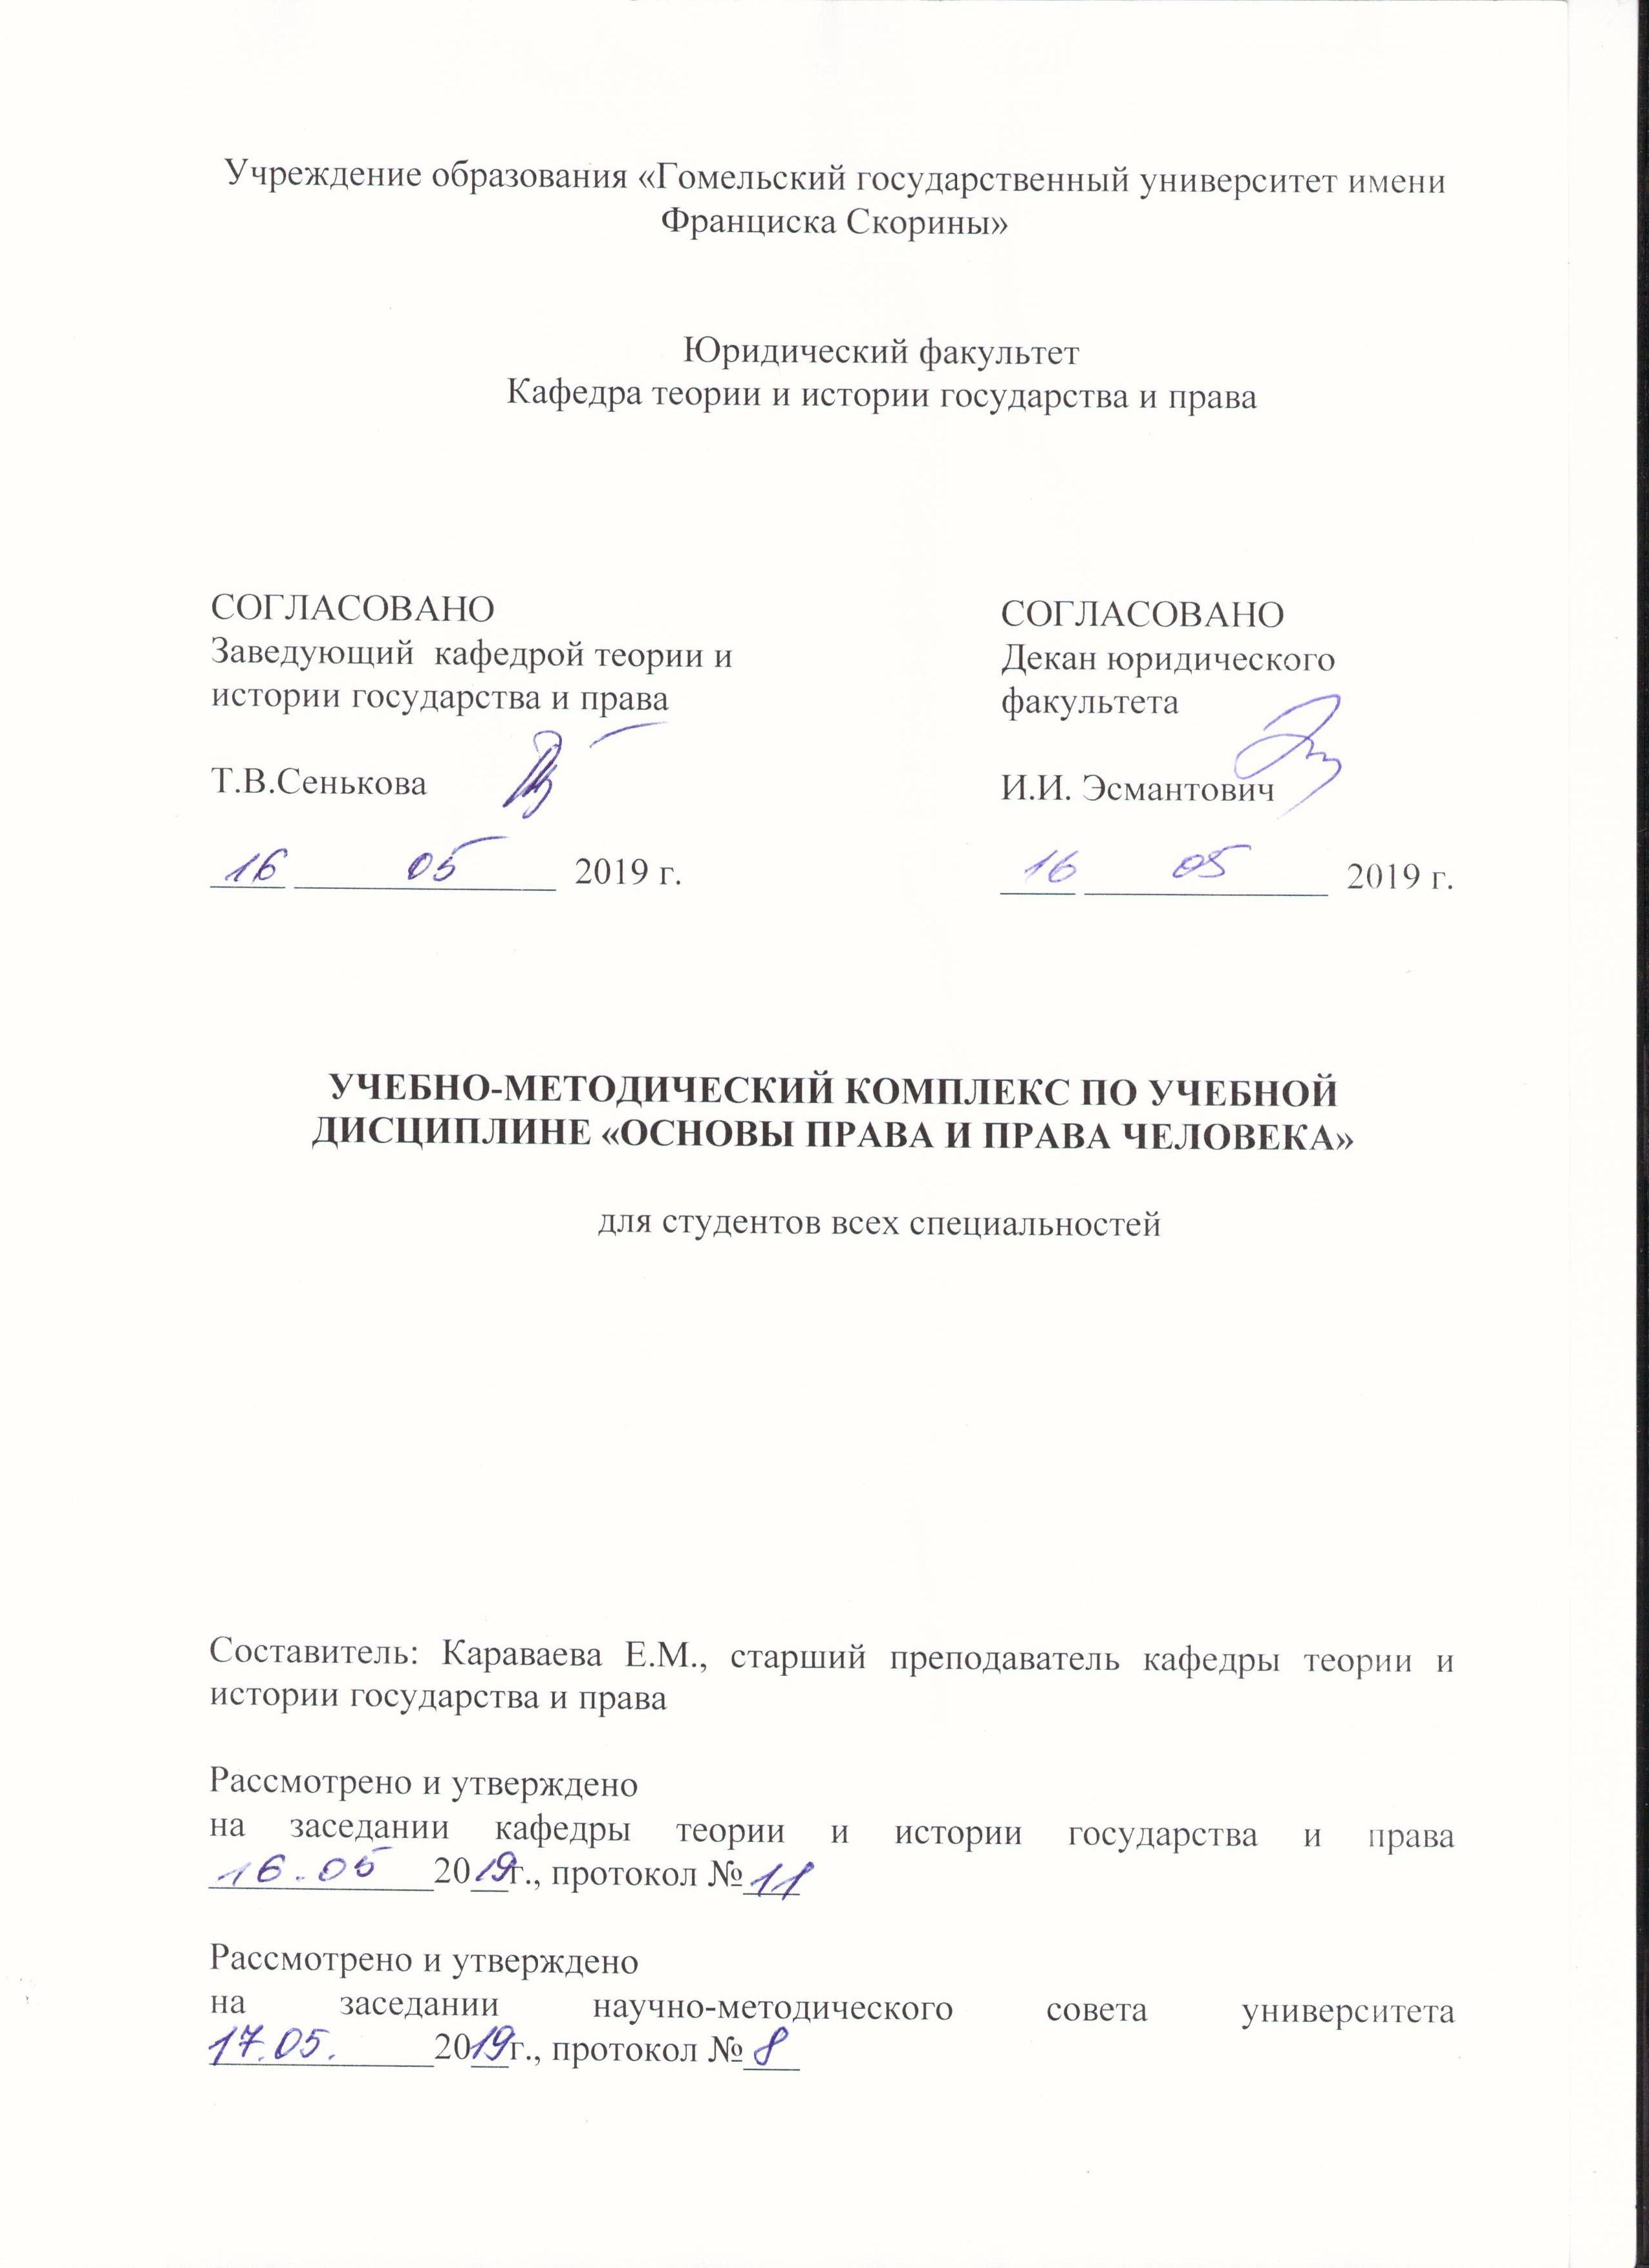 Учреждение образования «Гомельский государственный университет имени
Франциска Скорины»
Юридический факультет
Кафедра теории и истории государства и права
СОГЛАСОВАНО
Заведующий кафедрой теории и
истории государства и права
Т.В.Сенькова
16 05 2019 г.
СОГЛАСОВАНО
Декан юридического
факультета
И.И. Эсмантович
16 05 2019 г.
УЧЕБНО-МЕТОДИЧЕСКИЙ КОМПЛЕКС ПО УЧЕБНОЙ
ДИСЦИПЛИНЕ «ОСНОВЫ ПРАВА И ПРАВА ЧЕЛОВЕКА»
для студентов всех специальностей
Составитель: Караваева Е.М., старший преподаватель кафедры теории и
истории государства и права
Рассмотрено и утверждено
на заседании кафедры теории и истории государства и права
16.05 2019г., протокол № 11
Рассмотрено и утверждено
на заседании научно-методического совета университета
17.05. 2019г., протокол № 8